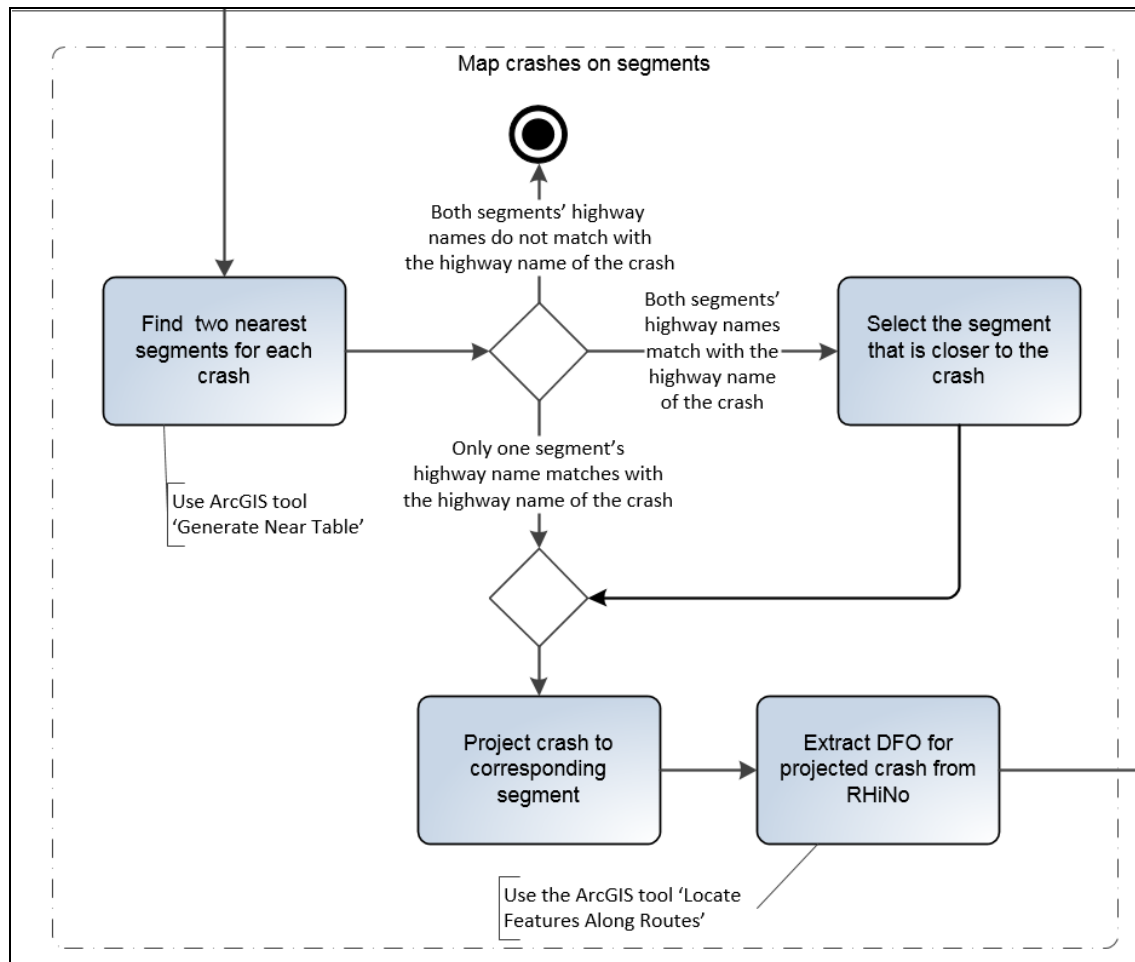 Map crashes on segments
Both segments’ highway
names do not match with
the highway name of the crash
Find two nearest
segments for each
crash
Both segments’
highway names
match with the
highway name
of the crash
Select the segment
that is closer to the
crash
Only one segment’s
highway name matches with
the highway name of the crash
Use ArcGIS tool
‘Generate Near Table’
Project crash to
corresponding
segment
Extract DFO for
projected crash from
RHiNo
Use the ArcGIS tool ‘Locate
Features Along Routes’